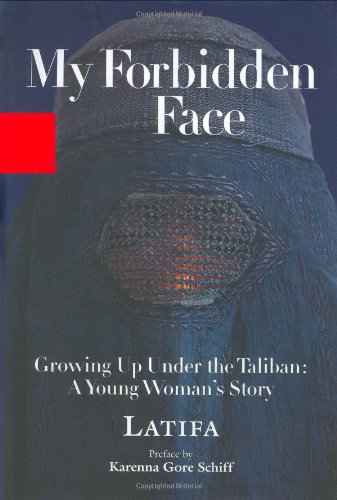 My Forbidden
Face
Growing Up Under the Taliban:
A Young Woman's Story
LATIFA
Preface by
Karenna Gore Schiff